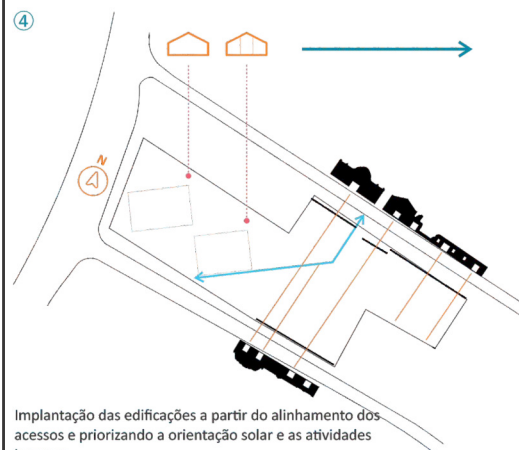 4
N
Implantação das edificações a partir do alinhamento dos
acessos e priorizando a orientação solar e as atividades